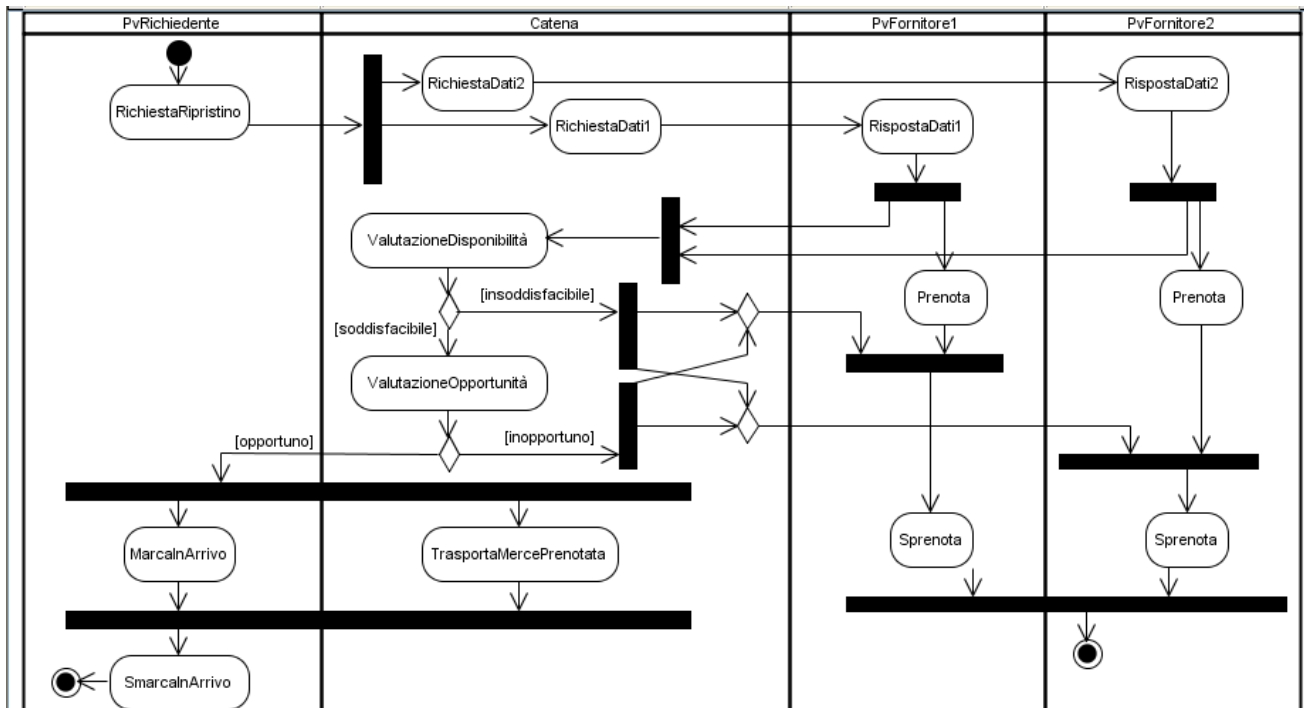 PvRichiedente
Catena
PvFornitore1
PvFornitore2
RichiestaRipristino
RichiestaDati2
RispostaDati2
RichiestaDati1
RispostaDati1
ValutazioneDisponibilità
[insoddisfacibile]
Prenota
Prenota
[soddisfacibile]
ValutazioneOpportunità
[opportuno]
[inopportuno]
MarcaInArrivo
TrasportaMercePrenotata
Sprenota
Sprenota
SmarcaInArrivo